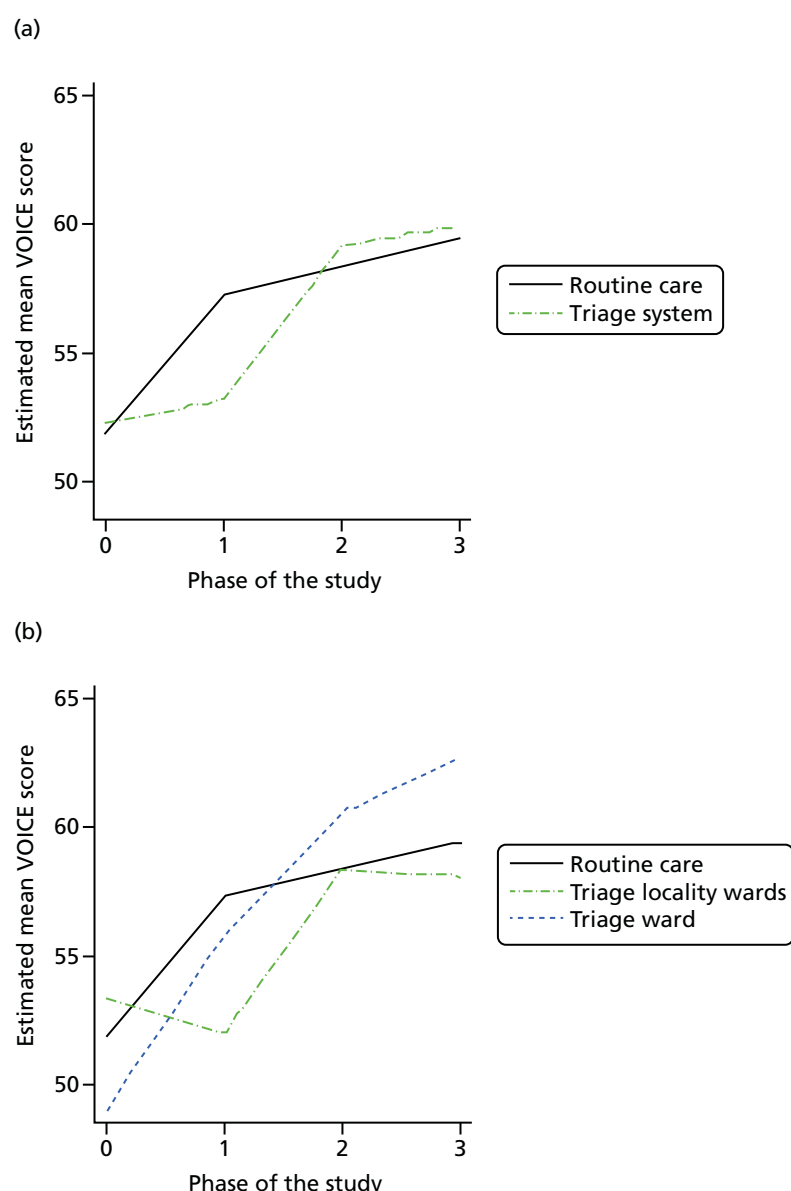 (a)
65
60
55
50
Estimated mean VOICE score
0 1 2 3
Phase of the study
Routine care
Triage system
(b)
65
60
55
50
Estimated mean VOICE score
0 1 2 3
Phase of the study
Routine care
Triage locality wards
Triage ward